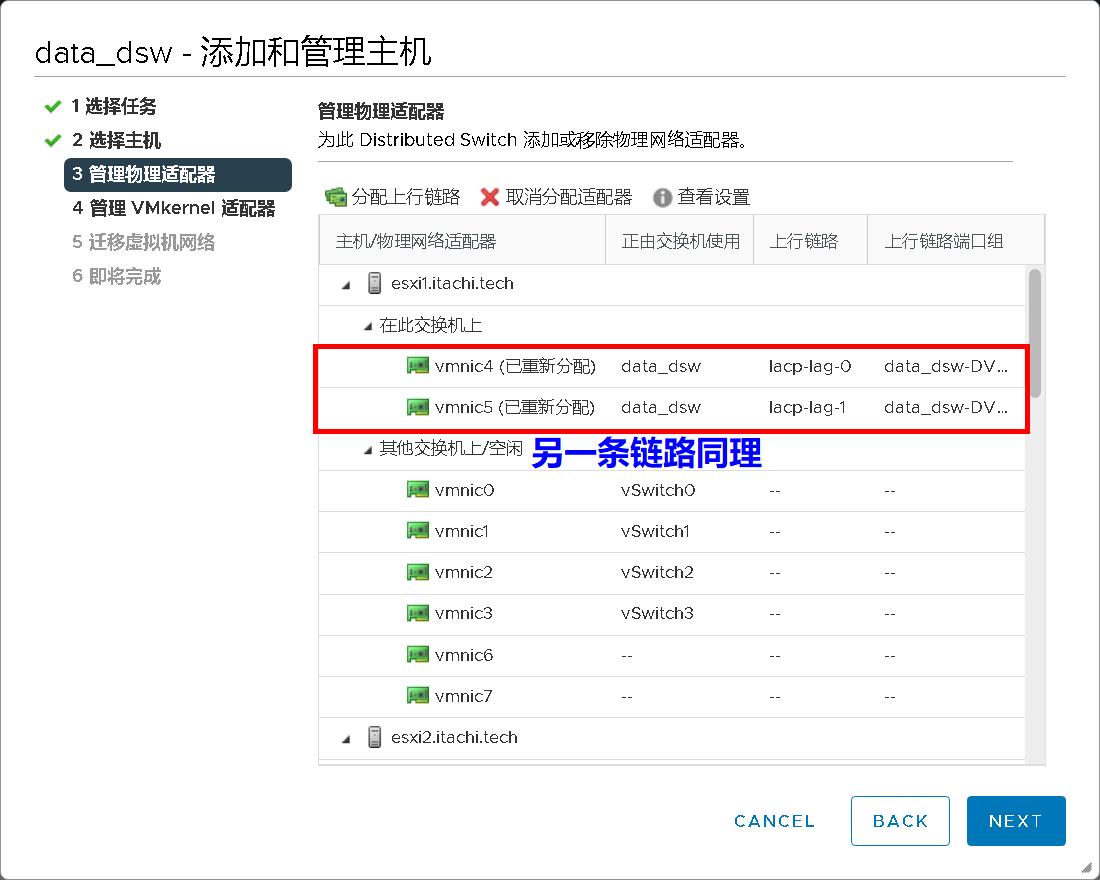 data_dsw - 添加和管理主机
1 选择任务
2 选择主机
3 管理物理适配器
4 管理 VMkernel 适配器
5 迁移虚拟机网络
6 即将完成
管理物理适配器
为此 Distributed Switch 添加或移除物理网络适配器。
分配上行链路 取消分配适配器 查看设置
主机/物理网络适配器 正由交换机使用 上行链路 上行链路端口组
esxi1.itachi.tech
在此交换机上
vmnic4 (已重新分配) data_dsw lacp-lag-0 data_dsw-DV...
vmnic5 (已重新分配) data_dsw lacp-lag-1 data_dsw-DV...
其他交换机上/空闲 另一条链路同理
vmnic0 vSwitch0 -- --
vmnic1 vSwitch1 -- --
vmnic2 vSwitch2 -- --
vmnic3 vSwitch3 -- --
vmnic6 -- -- --
vmnic7 -- -- --
esxi2.itachi.tech
CANCEL BACK NEXT